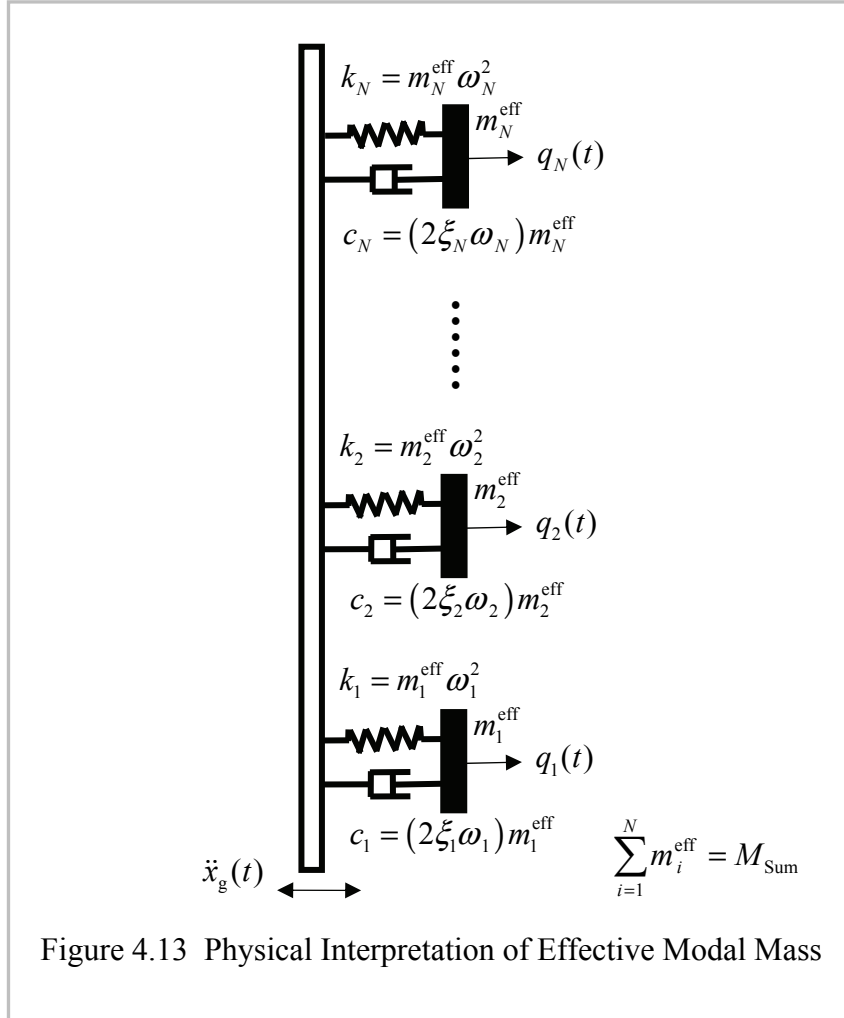 k_N = m_N^eff ω_N^2
m_N^eff
q_N(t)
c_N = (2ξ_N ω_N) m_N^eff
k_2 = m_2^eff ω_2^2
m_2^eff
q_2(t)
c_2 = (2ξ_2 ω_2) m_2^eff
k_1 = m_1^eff ω_1^2
m_1^eff
q_1(t)
c_1 = (2ξ_1 ω_1) m_1^eff
ẍ_g(t)
∑_{i=1}^{N} m_i^eff = M_Sum
Figure 4.13 Physical Interpretation of Effective Modal Mass